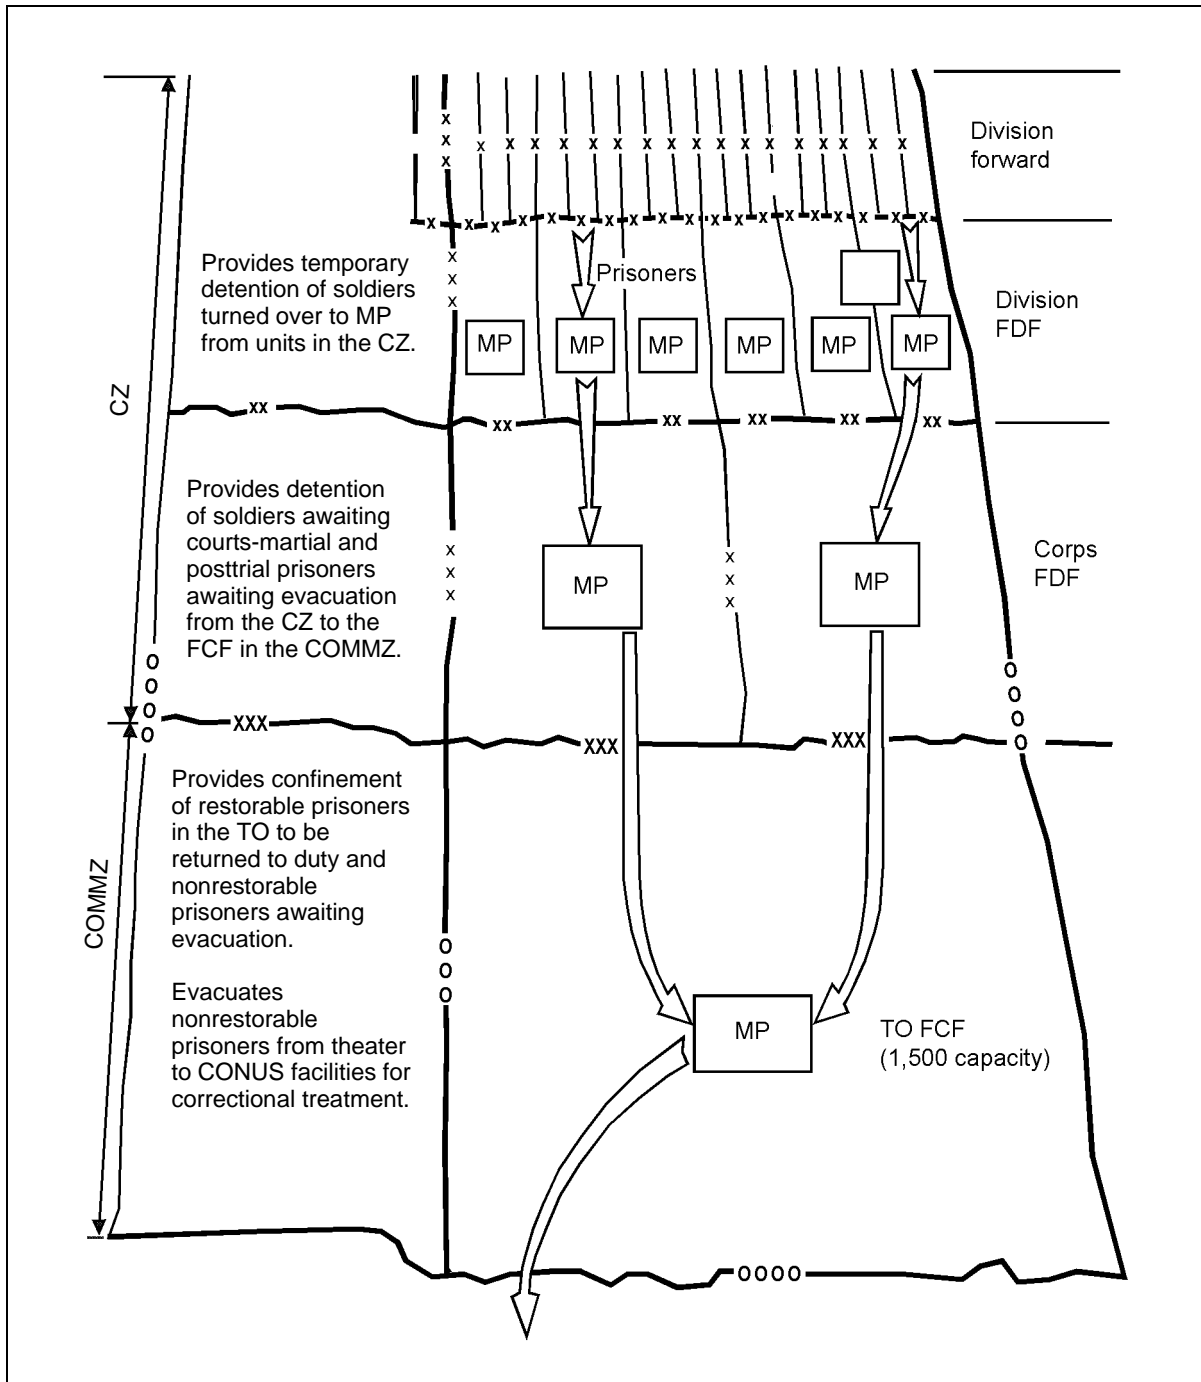 Division
forward
x x x
x x x x x x x x x x x x x x x
x x x x x x x x x x x x x x x x x x
Provides temporary
detention of soldiers
turned over to MP
from units in the CZ.
x
x
x
Prisoners
Division
FDF
MP MP MP MP MP MP
CZ
xx xx xx xx xx xx
Provides detention
of soldiers awaiting
courts-martial and
posttrial prisoners
awaiting evacuation
from the CZ to the
FCF in the COMMZ.
x
x
x
x
x
x
MP MP
Corps
FDF
O
O
O
O
O
O
O
O
XXX XXX XXX
COMMZ
Provides confinement
of restorable prisoners
in the TO to be
returned to duty and
nonrestorable
prisoners awaiting
evacuation.
O
O
O
Evacuates
nonrestorable
prisoners from theater
to CONUS facilities for
correctional treatment.
MP
TO FCF
(1,500 capacity)
OOOO